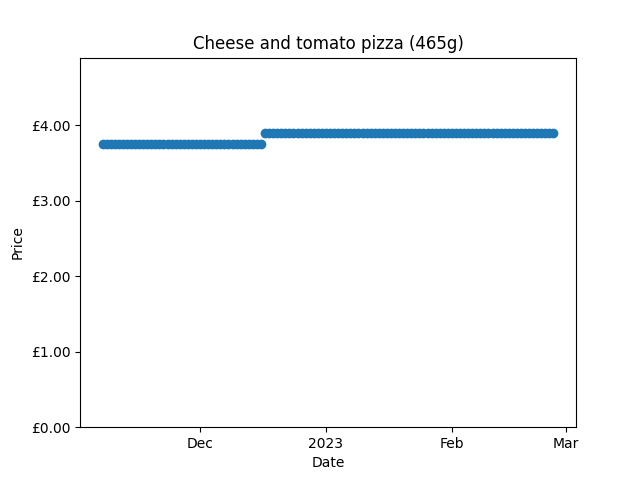 Cheese and tomato pizza (465g)
£4.00
£3.00
£2.00
£1.00
£0.00
Price
Dec
2023
Feb
Mar
Date